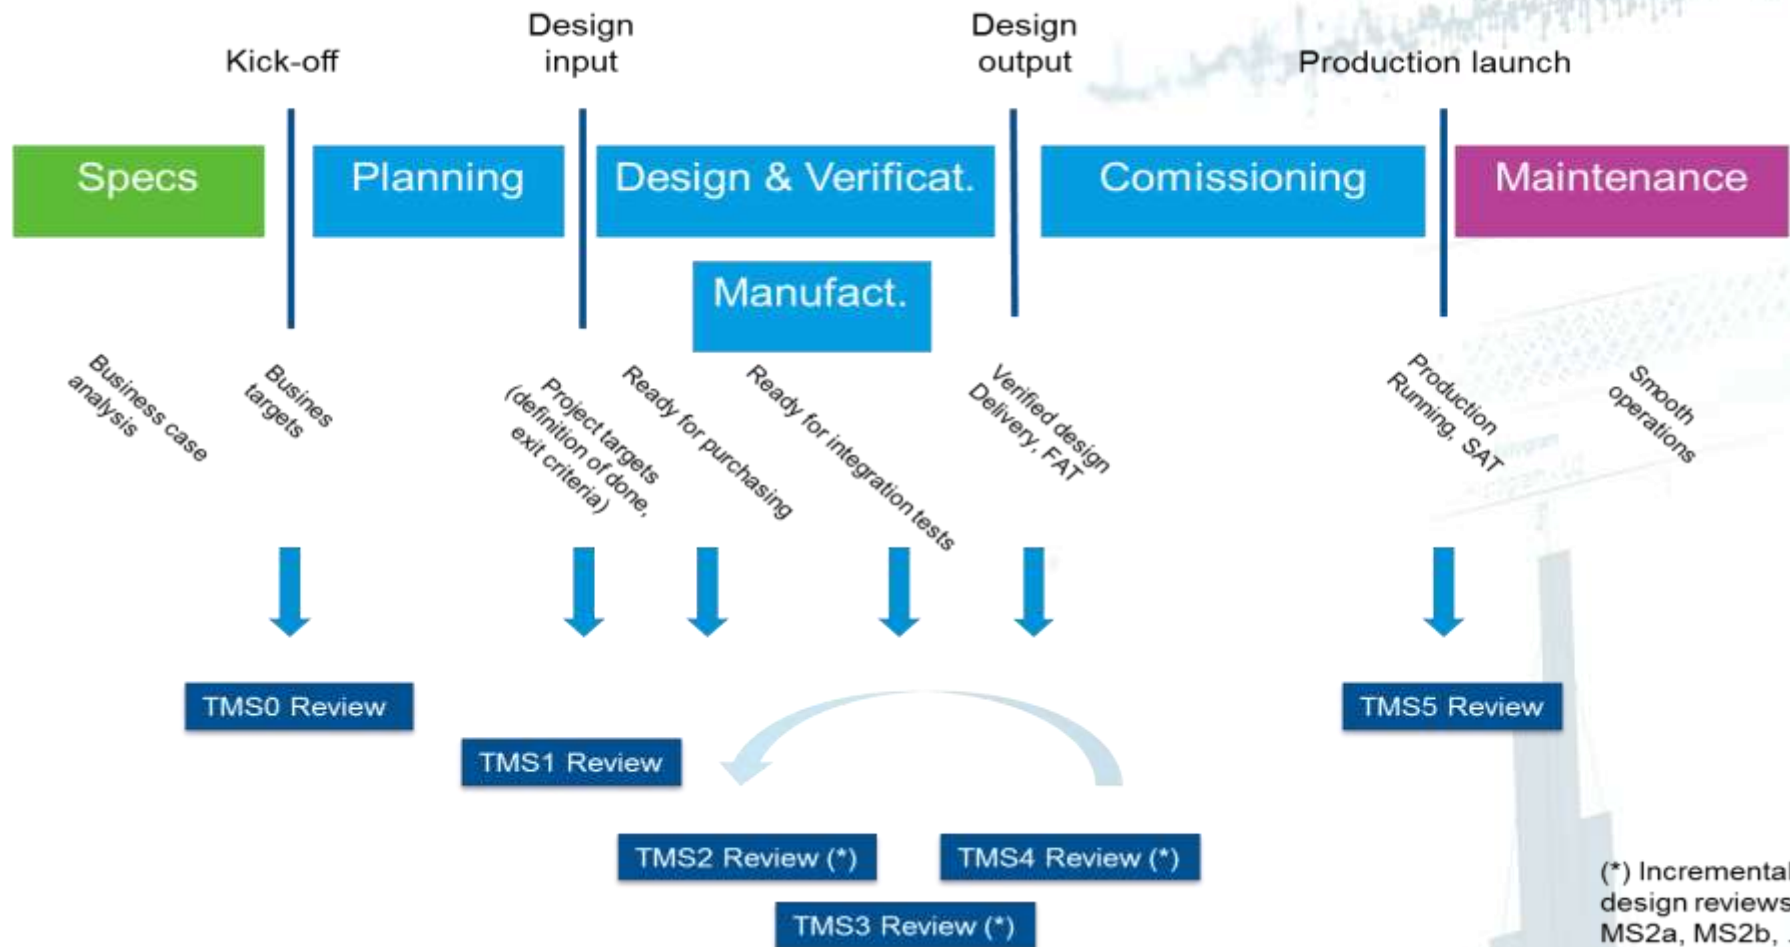 Kick-off
Design
input
Design
output
Production launch
Specs
Planning
Design & Verificat.
Comissioning
Maintenance
Manufact.
Business case
analysis
Busines
targets
Project targets
(definition of done,
exit criteria)
Ready for purchasing
Ready for integration tests
Verified design
Delivery, FAT
Production
Running, SAT
Smooth
operations
TMS0 Review
TMS5 Review
TMS1 Review
TMS2 Review (*)
TMS4 Review (*)
TMS3 Review (*)
(*) Incremental
design reviews
MS2a, MS2b,